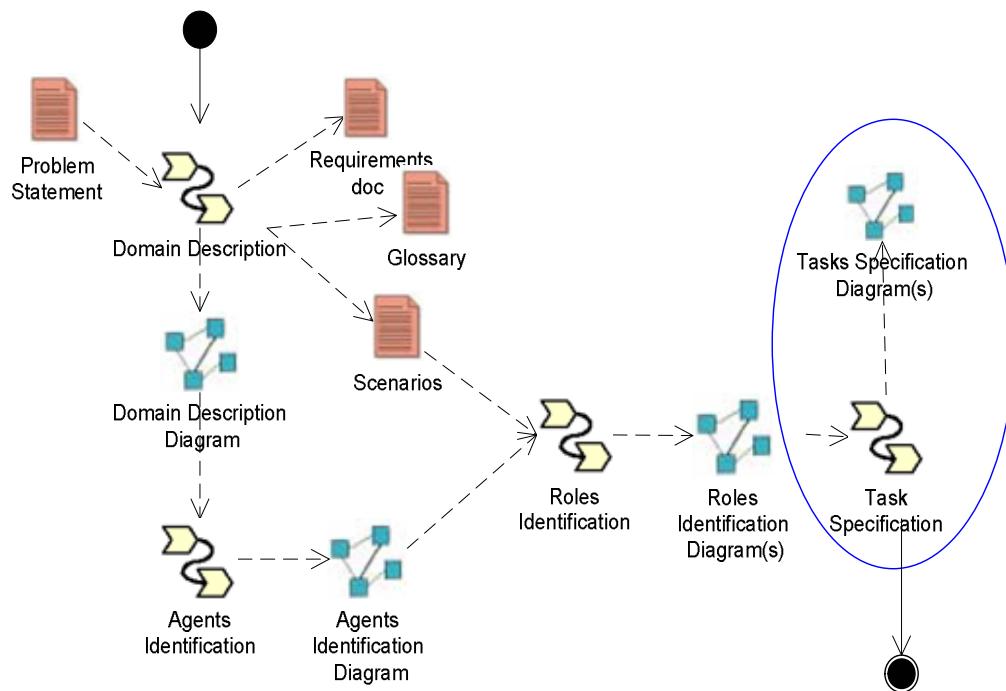 Problem
Statement
Requirements
doc
Domain Description
Glossary
Tasks Specification
Diagram(s)
Scenarios
Domain Description
Diagram
Roles
Identification
Roles
Identification
Diagram(s)
Task
Specification
Agents
Identification
Agents
Identification
Diagram